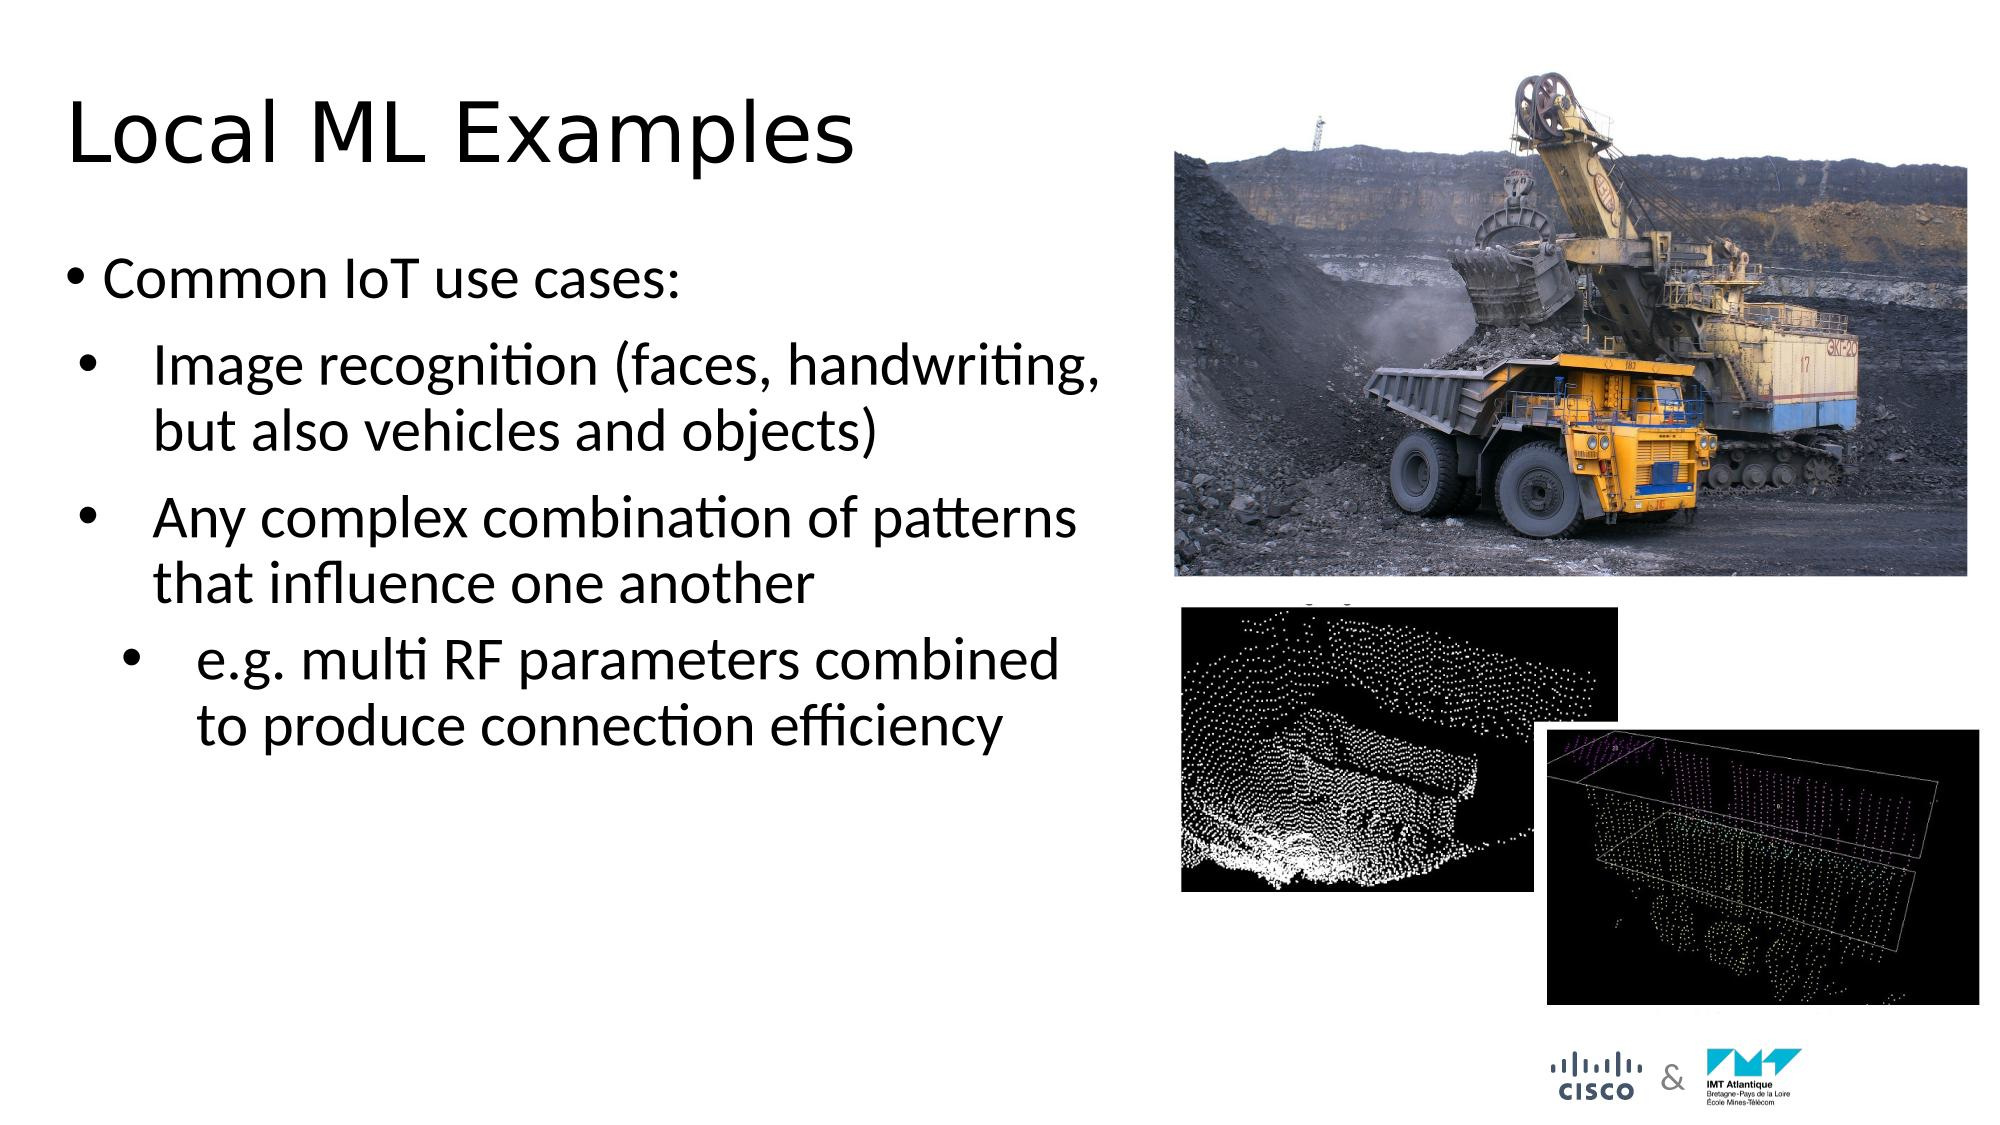 Local ML Examples
• Common IoT use cases:
• Image recognition (faces, handwriting,
but also vehicles and objects)
• Any complex combination of patterns
that influence one another
• e.g. multi RF parameters combined
to produce connection efficiency
183
17
ЭКГ-20
CISCO
&
IMT Atlantique
Bretagne-Pays de la Loire
École Mines-Télécom